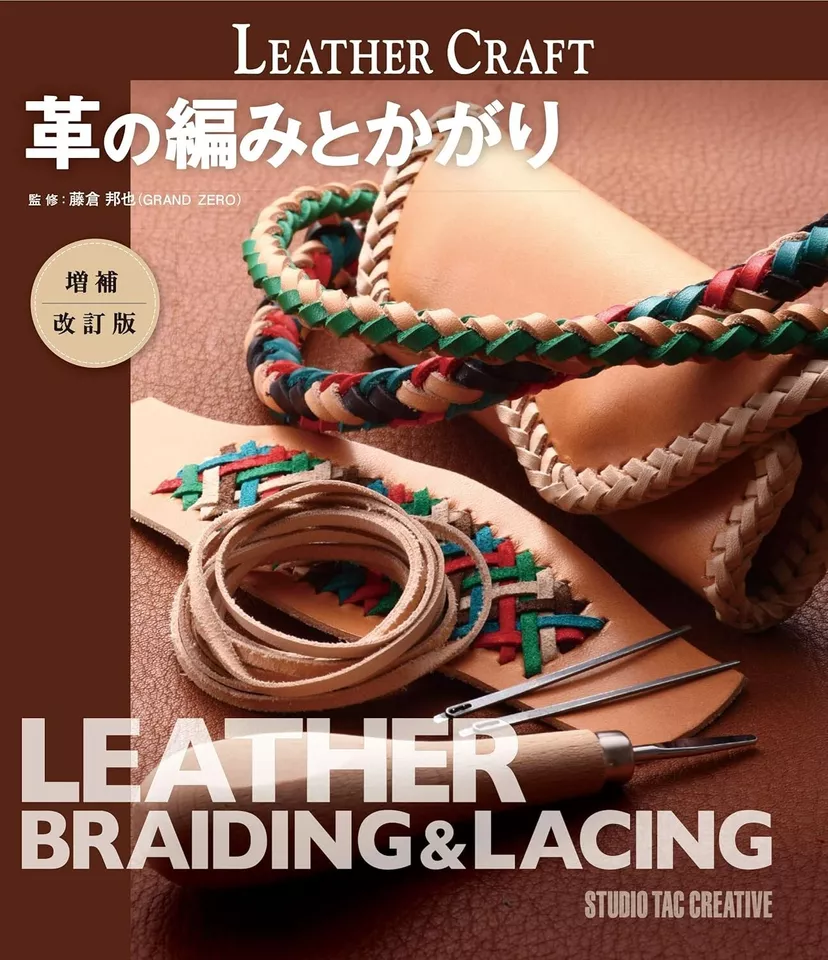 LEATHER CRAFT
革の編みとかがり
監修:藤倉 邦也(GRAND ZERO)
増補
改訂版
LEATHER
BRAIDING&LACING
STUDIO TAC CREATIVE